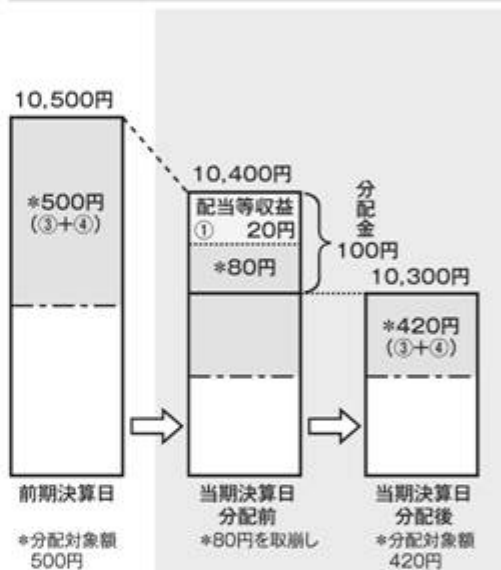 10,500円
*500円
(③+④)
10,400円
配当等収益
① 20円
*80円
分配金
100円
10,300円
*420円
(③+④)
前期決算日
当期決算日
分配前
当期決算日
分配後
*分配対象額
500円
*80円を取崩し
*分配対象額
420円